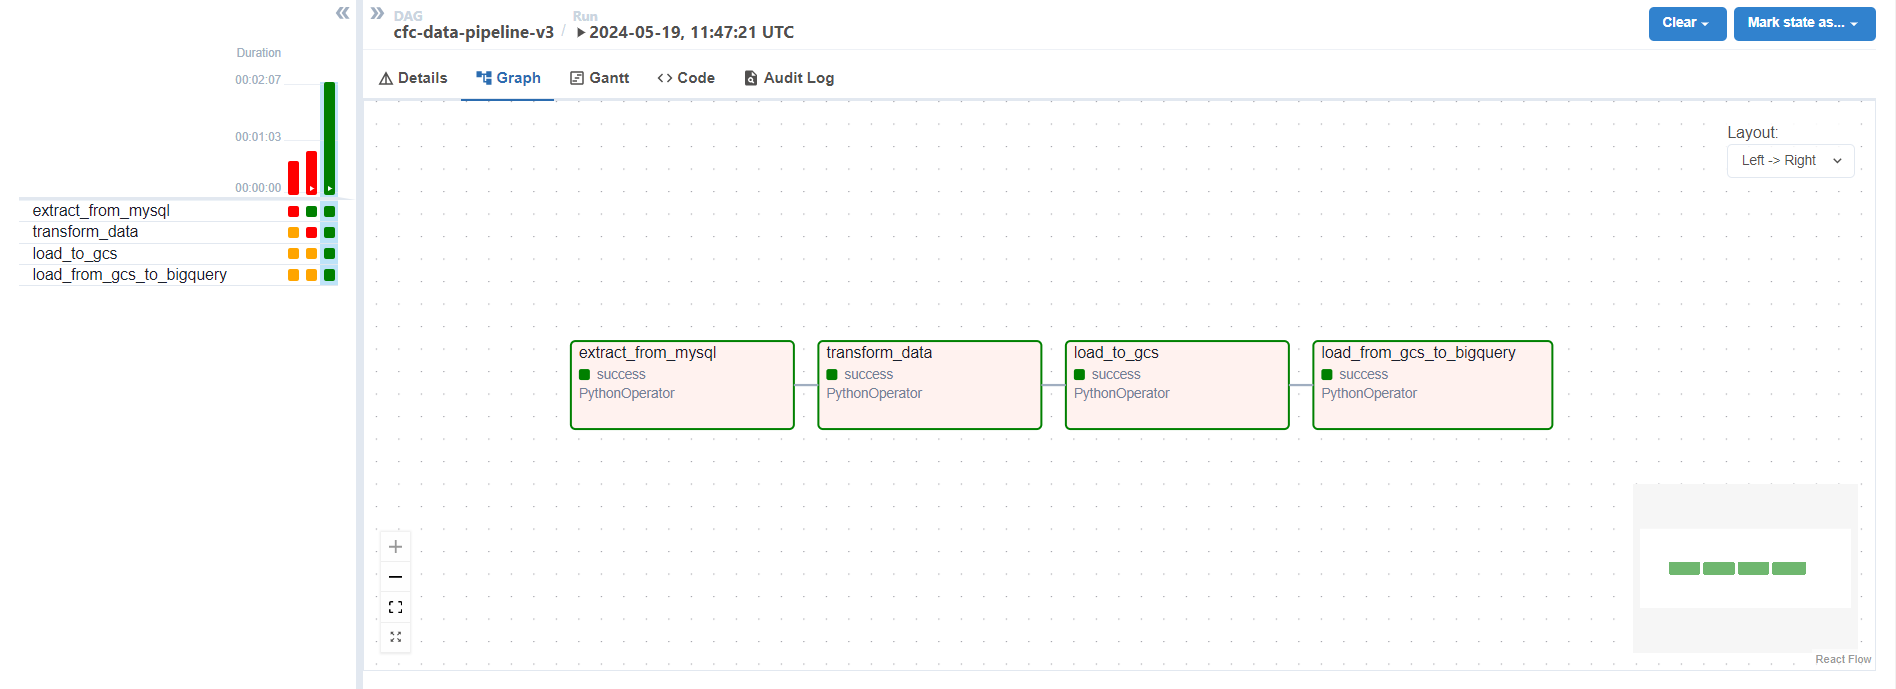 DAG
cfc-data-pipeline-v3 / 2024-05-19, 11:47:21 UTC
Run
Clear
Mark state as...
Duration
00:02:07
00:01:03
00:00:00
extract_from_mysql
transform_data
load_to_gcs
load_from_gcs_to_bigquery
Details
Graph
Gantt
Code
Audit Log
Layout:
Left -> Right
extract_from_mysql
success
PythonOperator
transform_data
success
PythonOperator
load_to_gcs
success
PythonOperator
load_from_gcs_to_bigquery
success
PythonOperator
React Flow